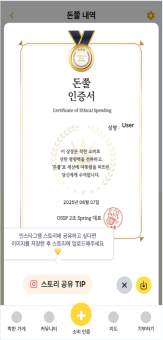 돈쭐 내역
돈쭐
인증서
Certificate of Ethical Spending
성명 : User
이 상장은 착한 소비로
선한 영향력을 전파하고,
'돈쭐'로 세상에 따뜻함을 퍼뜨린
당신에게 수여합니다.
2025년 06월 07일
OSSP 2조 Spring 대표
인스타그램 스토리에 공유하고 싶다면
이미지를 저장한 후 스토리에 업로드해주세요
스토리 공유 TIP
착한 가게
커뮤니티
소비 인증
지도
기부하기